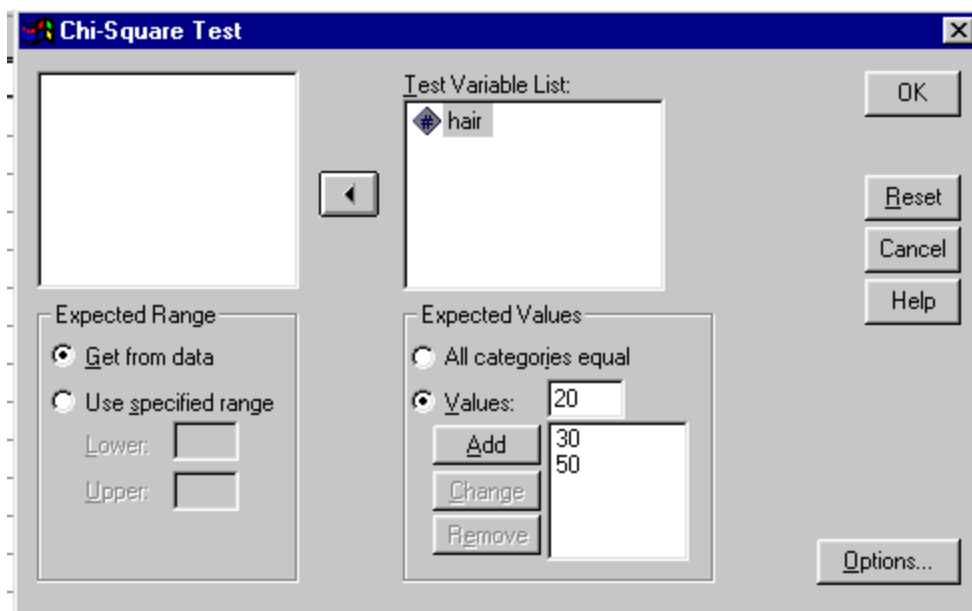 Chi-Square Test
Test Variable List:
# hair
OK
Reset
Cancel
Help
Expected Range
Get from data
Use specified range
Lower:
Upper:
Expected Values
All categories equal
Values: 20
Add
30
50
Change
Remove
Options...